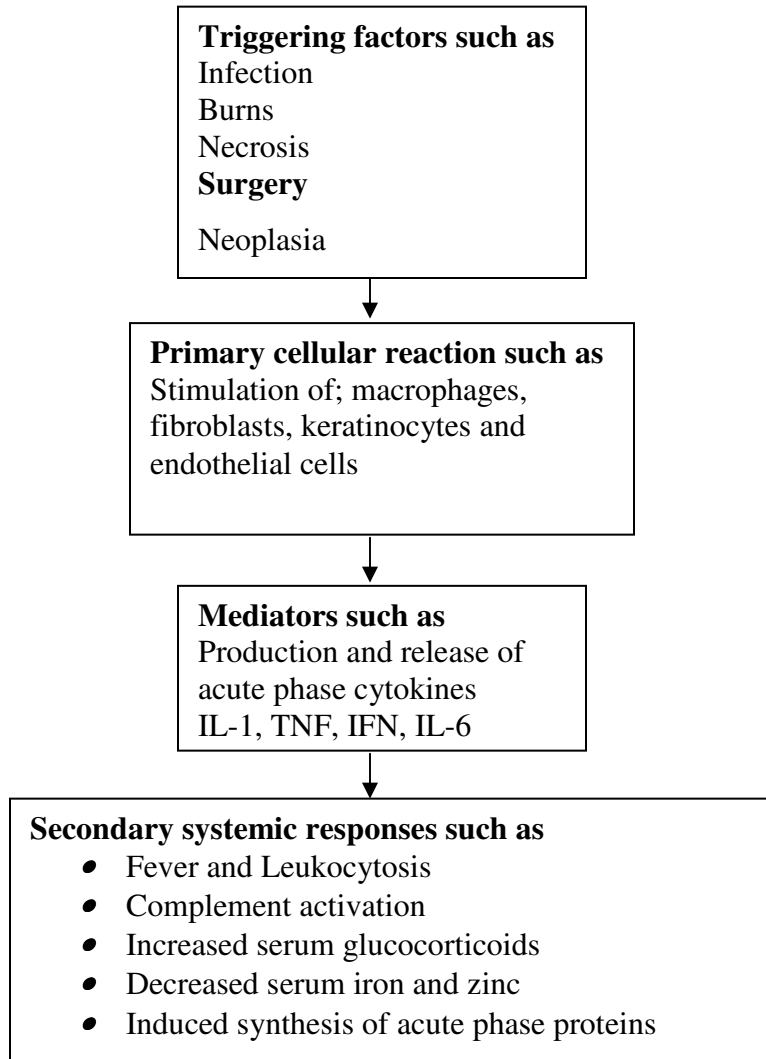 Triggering factors such as
Infection
Burns
Necrosis
Surgery
Neoplasia
Primary cellular reaction such as
Stimulation of; macrophages,
fibroblasts, keratinocytes and
endothelial cells
Mediators such as
Production and release of
acute phase cytokines
IL-1, TNF, IFN, IL-6
Secondary systemic responses such as
• Fever and Leukocytosis
• Complement activation
• Increased serum glucocorticoids
• Decreased serum iron and zinc
• Induced synthesis of acute phase proteins